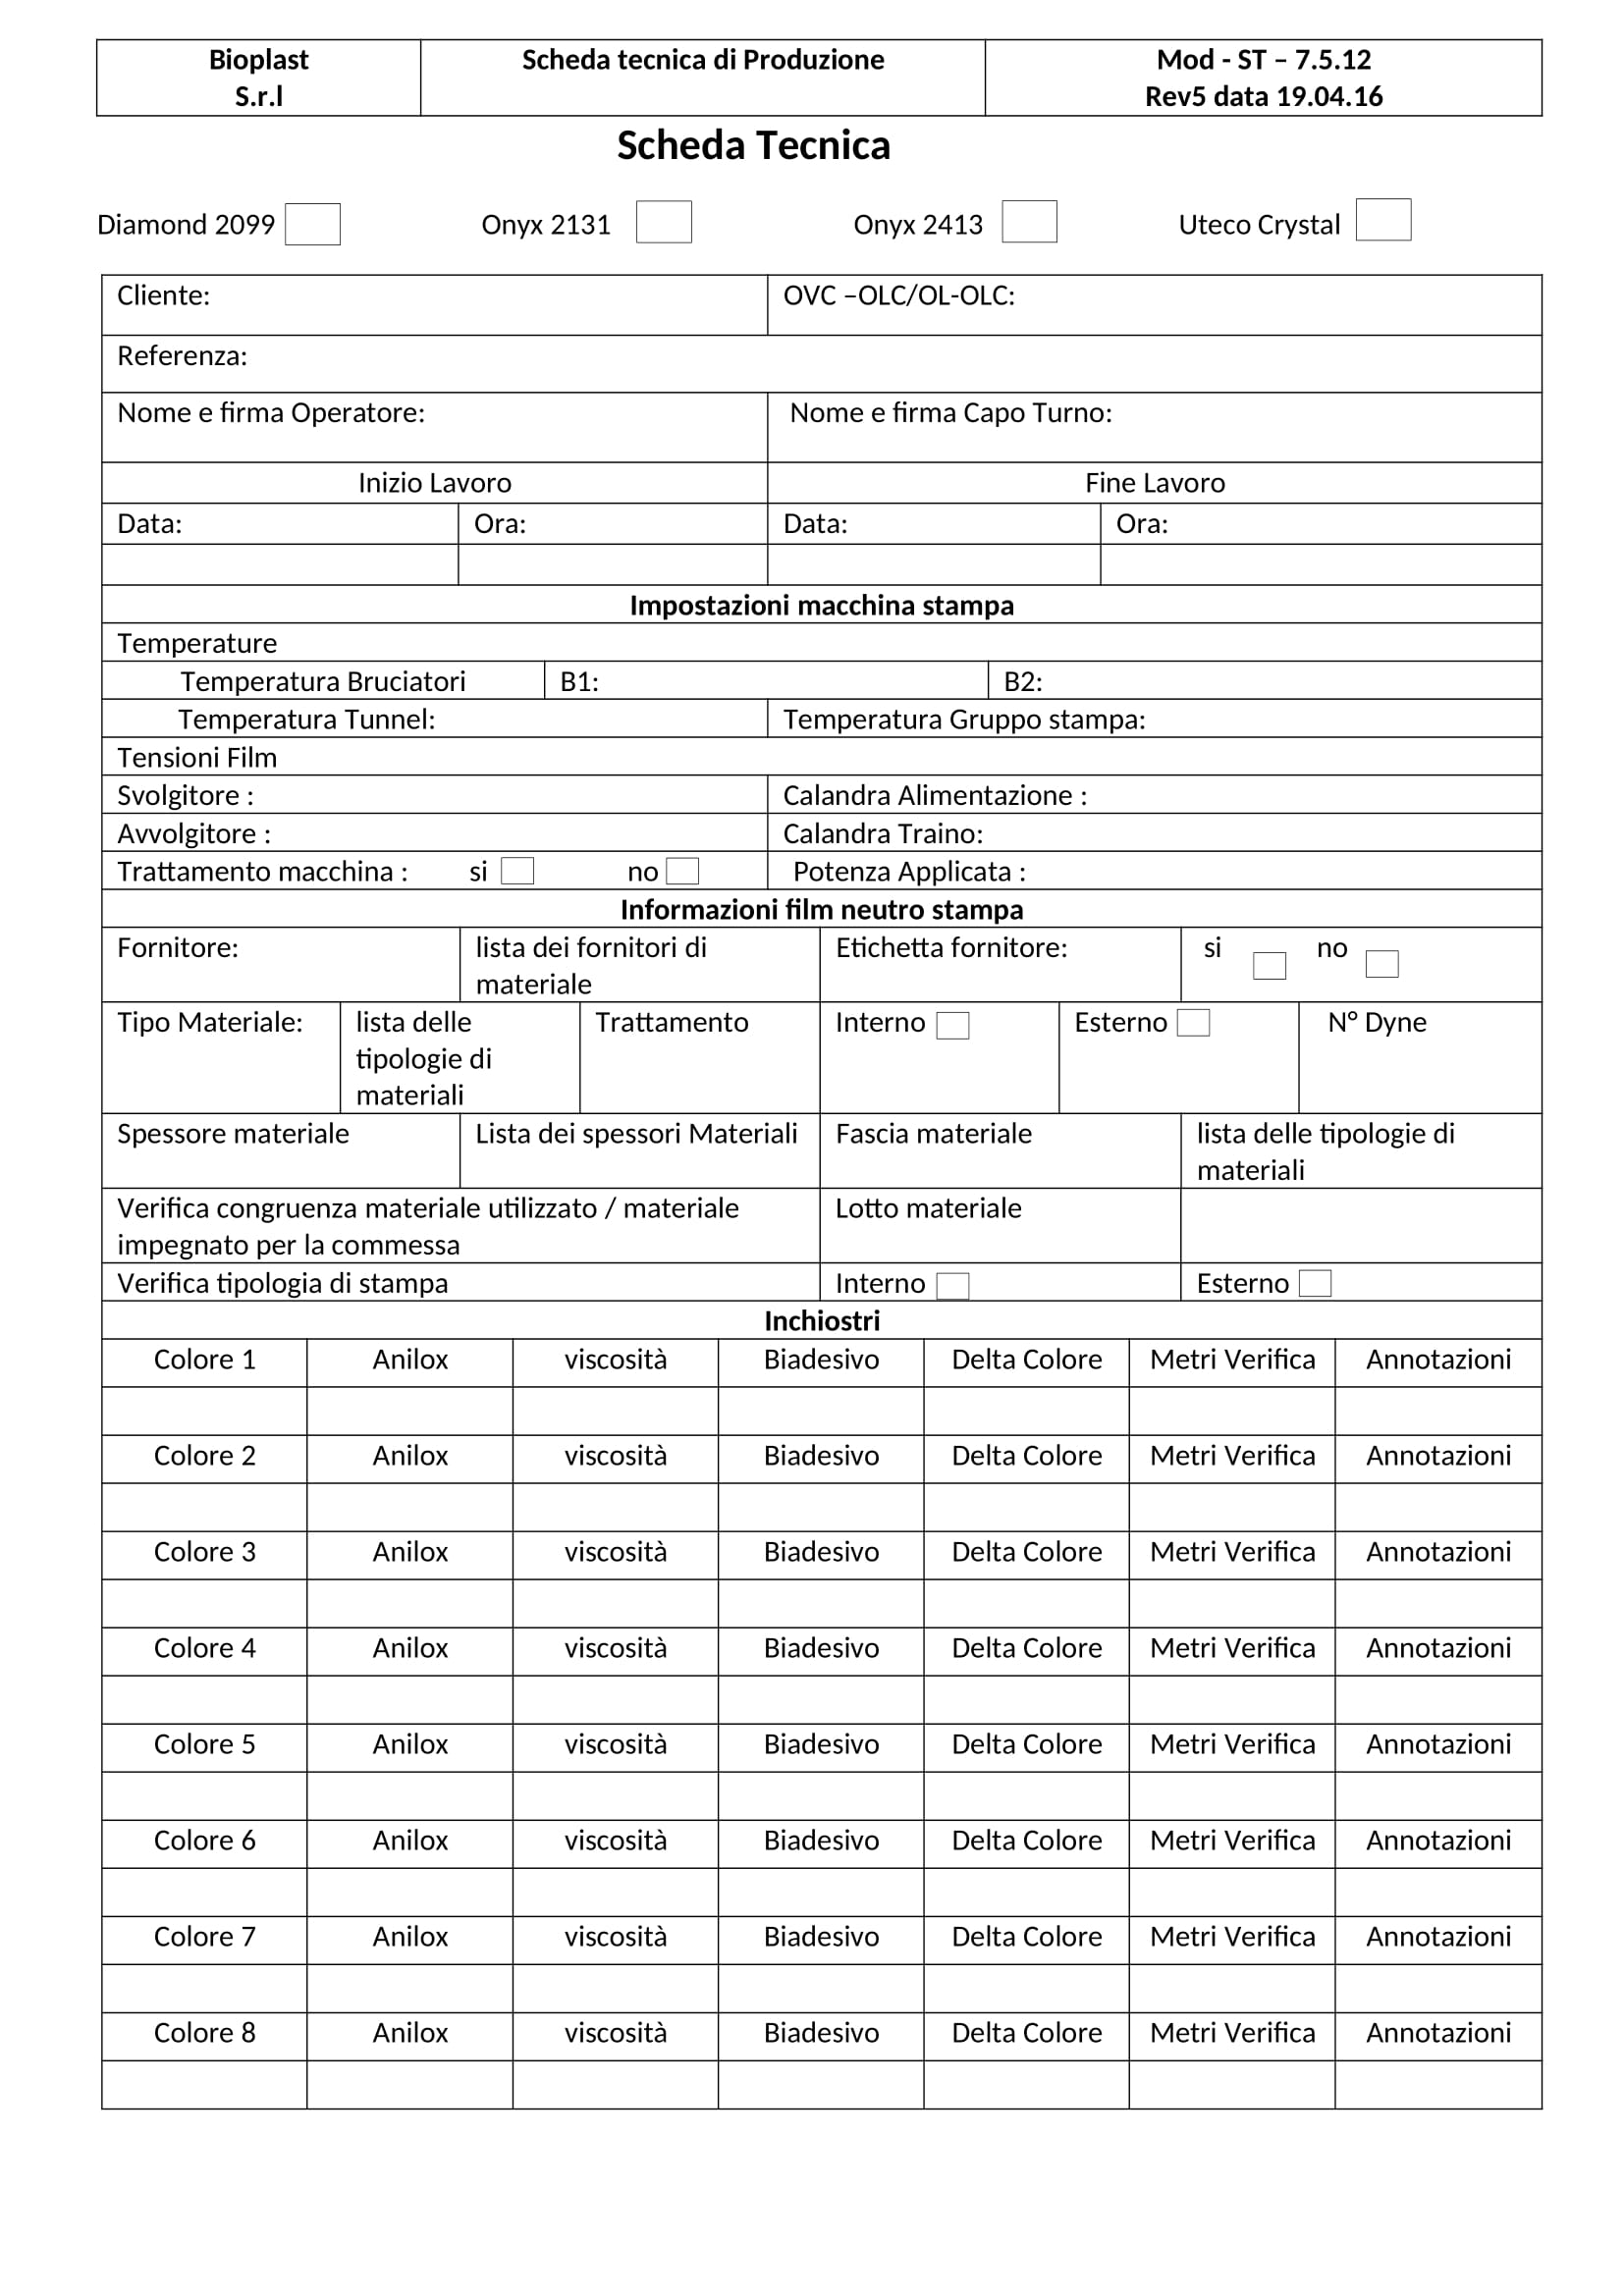 Bioplast
S.r.l
Scheda tecnica di Produzione
Mod - ST – 7.5.12
Rev5 data 19.04.16
Scheda Tecnica
Diamond 2099 Onyx 2131 Onyx 2413 Uteco Crystal
Cliente: OVC –OLC/OL-OLC:
Referenza:
Nome e firma Operatore: Nome e firma Capo Turno:
Inizio Lavoro Fine Lavoro
Data: Ora: Data: Ora:
Impostazioni macchina stampa
Temperature
Temperatura Bruciatori B1: B2:
Temperatura Tunnel: Temperatura Gruppo stampa:
Tensioni Film
Svolgitore : Calandra Alimentazione :
Avvolgitore : Calandra Traino:
Trattamento macchina : si no Potenza Applicata :
Informazioni film neutro stampa
Fornitore:
lista dei fornitori di
materiale
Etichetta fornitore: si no
Tipo Materiale:
lista delle
tipologie di
materiali
Trattamento Interno Esterno N° Dyne
Spessore materiale Lista dei spessori Materiali Fascia materiale
lista delle tipologie di
materiali
Verifica congruenza materiale utilizzato / materiale
impegnato per la commessa
Lotto materiale
Verifica tipologia di stampa Interno Esterno
Inchiostri
Colore 1 Anilox viscosità Biadesivo Delta Colore Metri Verifica Annotazioni
Colore 2 Anilox viscosità Biadesivo Delta Colore Metri Verifica Annotazioni
Colore 3 Anilox viscosità Biadesivo Delta Colore Metri Verifica Annotazioni
Colore 4 Anilox viscosità Biadesivo Delta Colore Metri Verifica Annotazioni
Colore 5 Anilox viscosità Biadesivo Delta Colore Metri Verifica Annotazioni
Colore 6 Anilox viscosità Biadesivo Delta Colore Metri Verifica Annotazioni
Colore 7 Anilox viscosità Biadesivo Delta Colore Metri Verifica Annotazioni
Colore 8 Anilox viscosità Biadesivo Delta Colore Metri Verifica Annotazioni